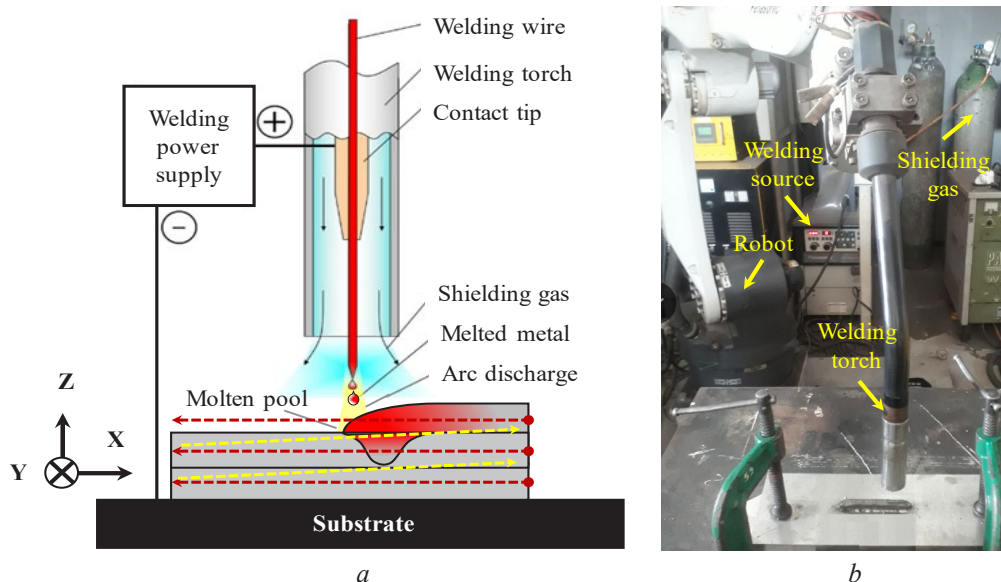 Welding wire
Welding torch
Contact tip
Welding
power
supply
+
−
Shielding gas
Melted metal
Arc discharge
Molten pool
Z
X
Y
Substrate
a
Welding
source
Shielding
gas
Robot
Welding
torch
b